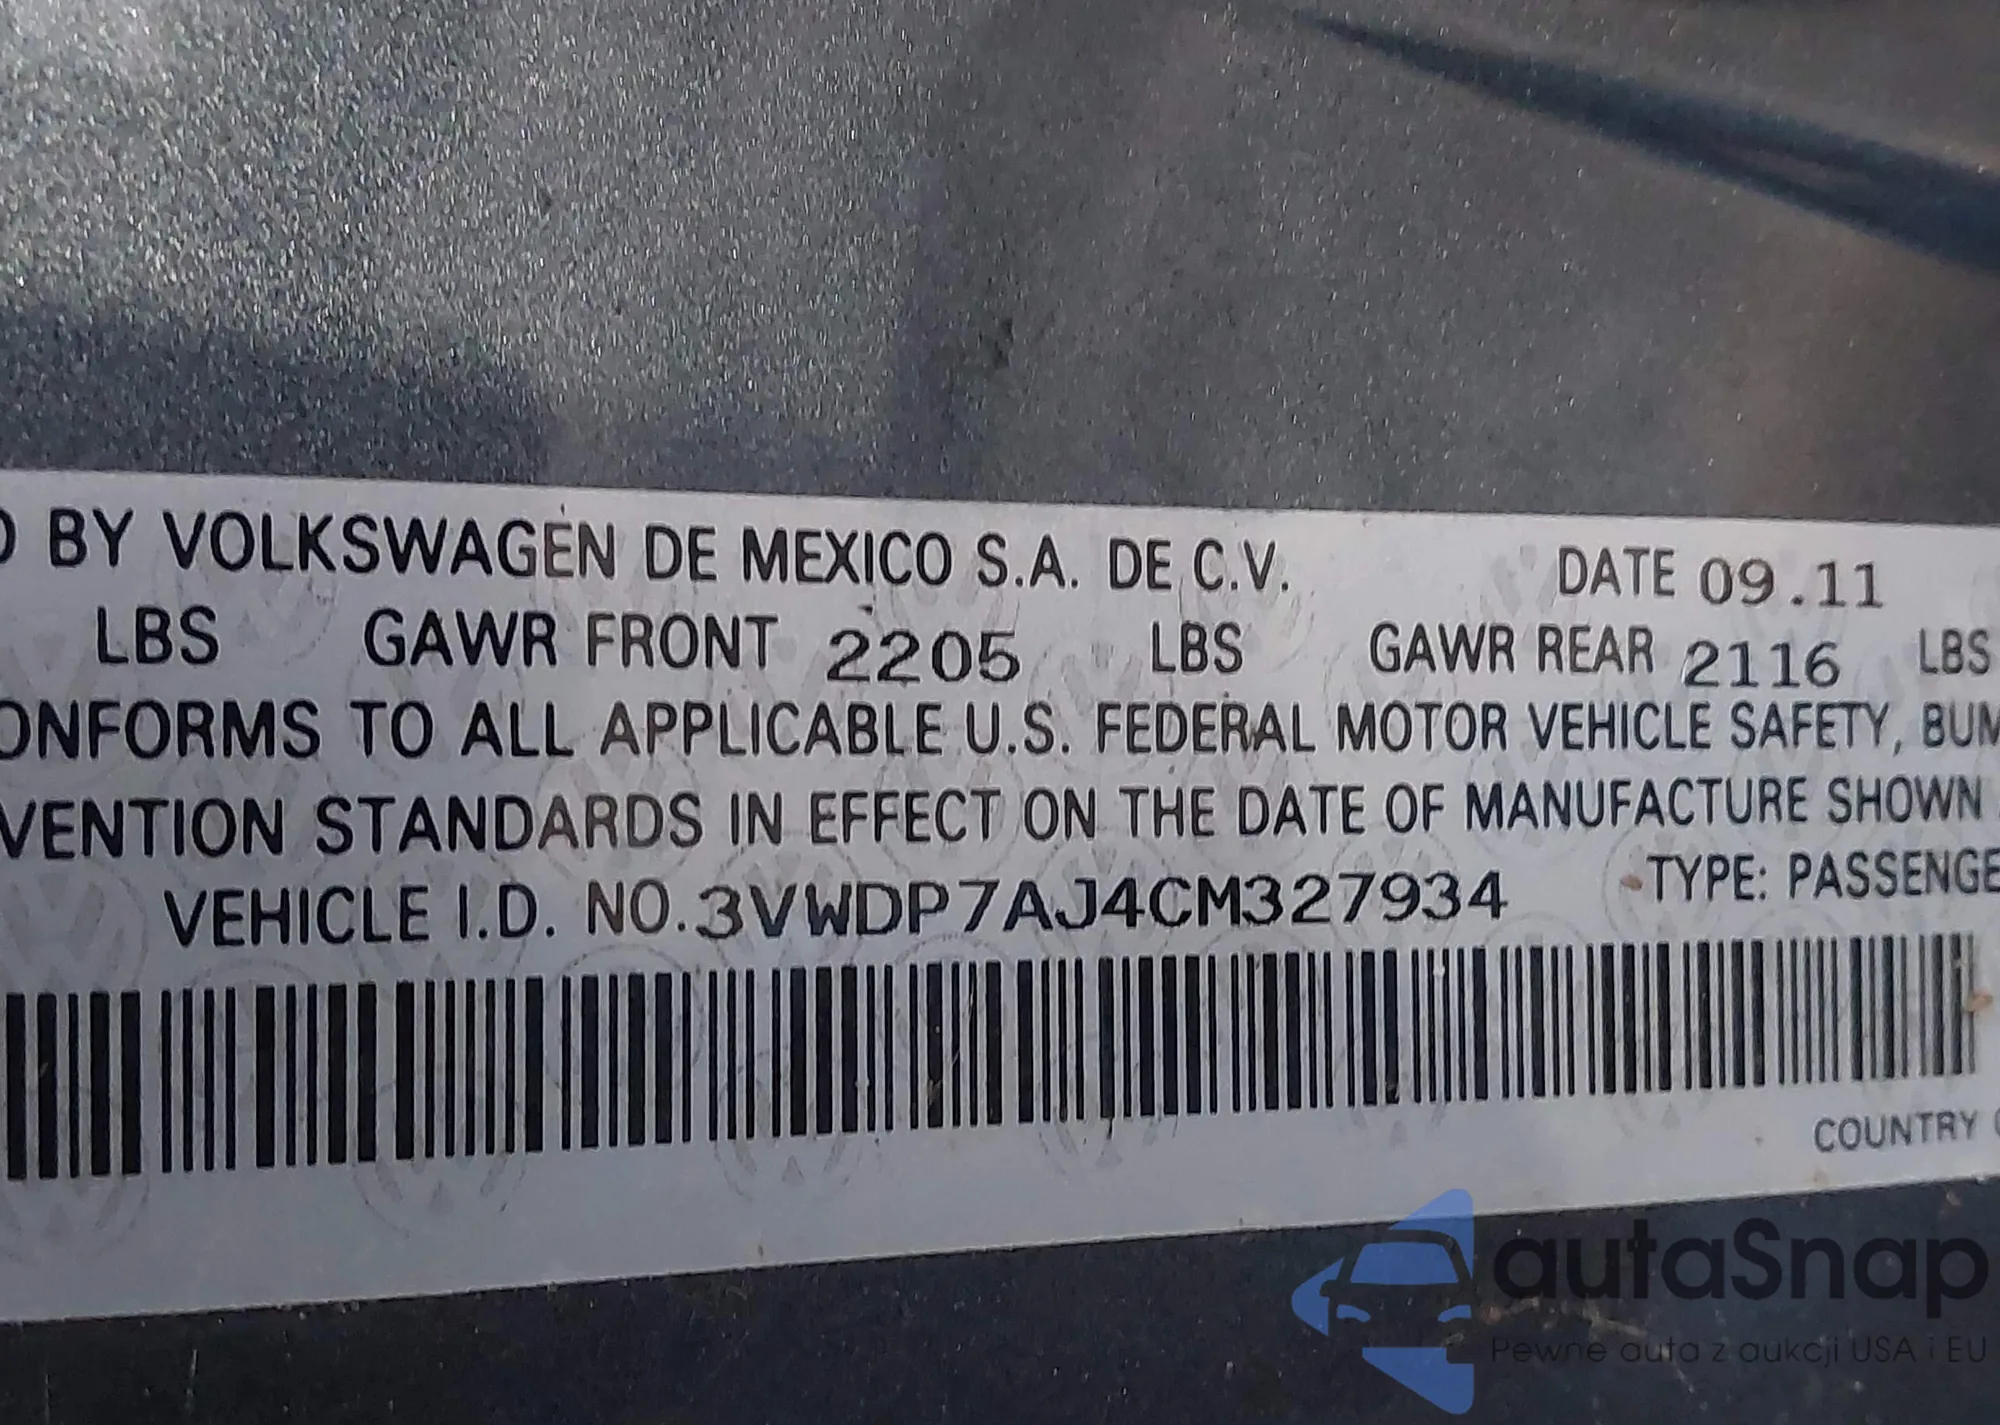 BY VOLKSWAGEN DE MEXICO S.A. DE C.V. DATE 09.11
LBS GAWR FRONT 2205 LBS GAWR REAR 2116 LBS
ONFORMS TO ALL APPLICABLE U.S. FEDERAL MOTOR VEHICLE SAFETY, BUM
VENTION STANDARDS IN EFFECT ON THE DATE OF MANUFACTURE SHOWN
VEHICLE I.D. NO. 3VWDP7AJ4CM327934 TYPE: PASSENGE
COUNTRY
autaSnap
Pewne auta z aukcji USA i EU